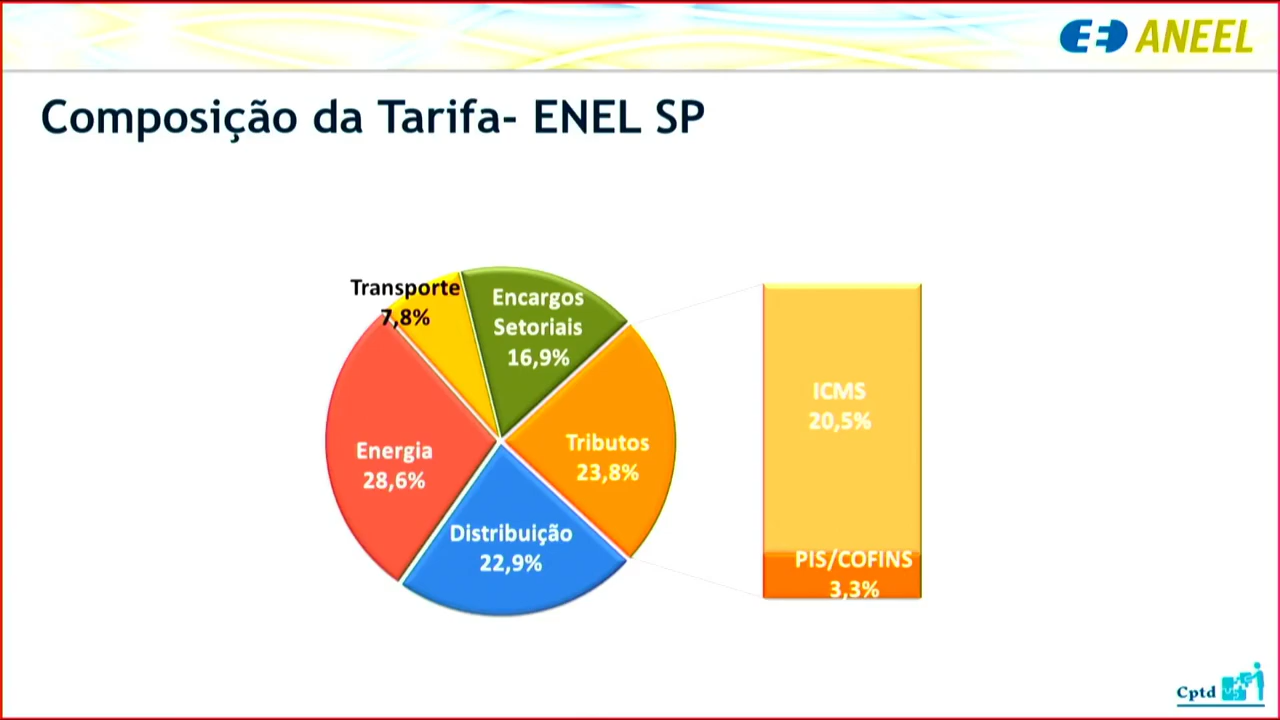 ANEEL
Composição da Tarifa- ENEL SP
Transporte
7,8%
Encargos
Setoriais
16,9%
Energia
28,6%
Tributos
23,8%
Distribuição
22,9%
ICMS
20,5%
PIS/COFINS
3,3%
Cptd